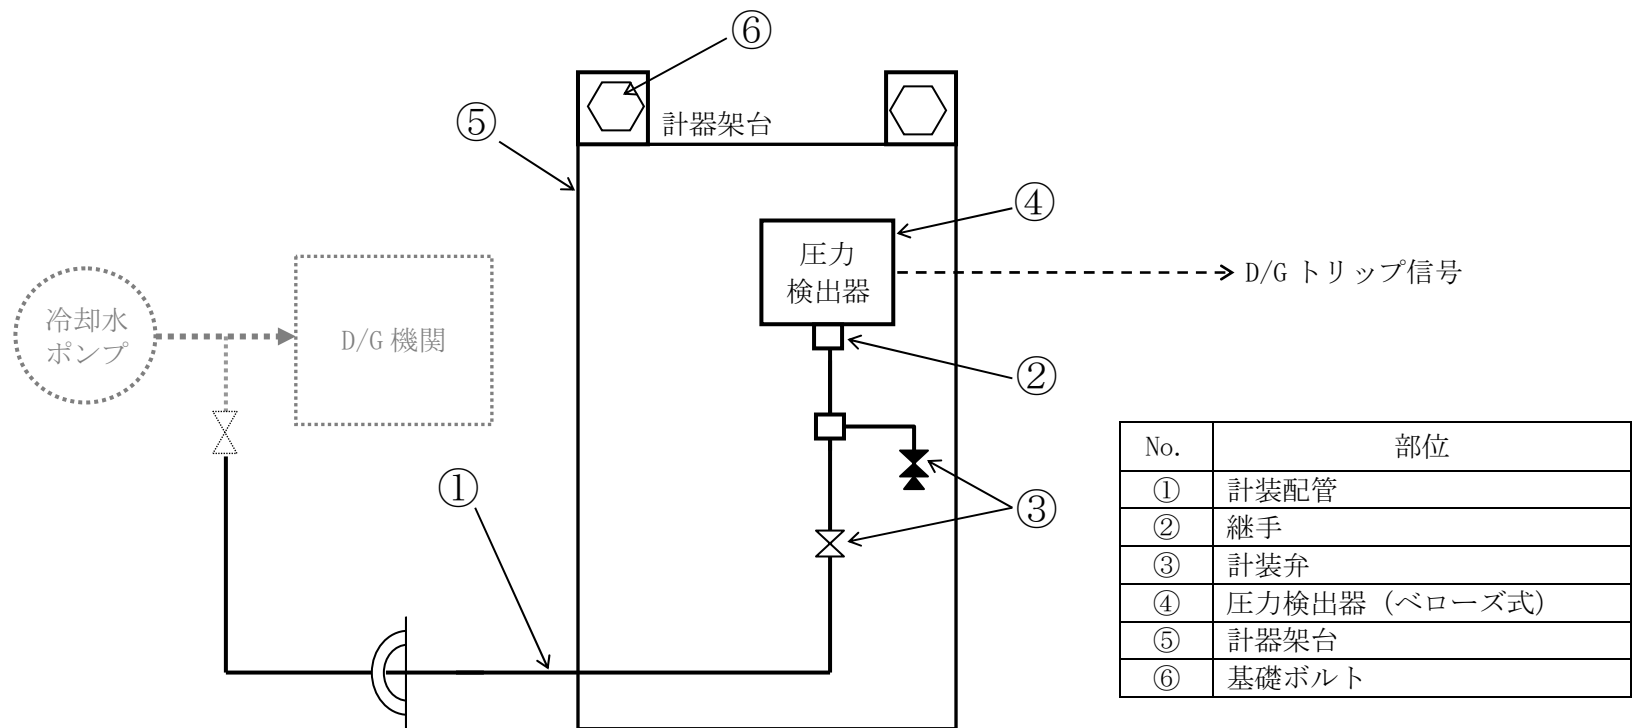 ⑥
⑤
計器架台
④
圧力
検出器
D/G トリップ信号
冷却水
ポンプ
D/G 機関
②
①
③
No. 部位
① 計装配管
② 継手
③ 計装弁
④ 圧力検出器 (ベローズ式)
⑤ 計器架台
⑥ 基礎ボルト